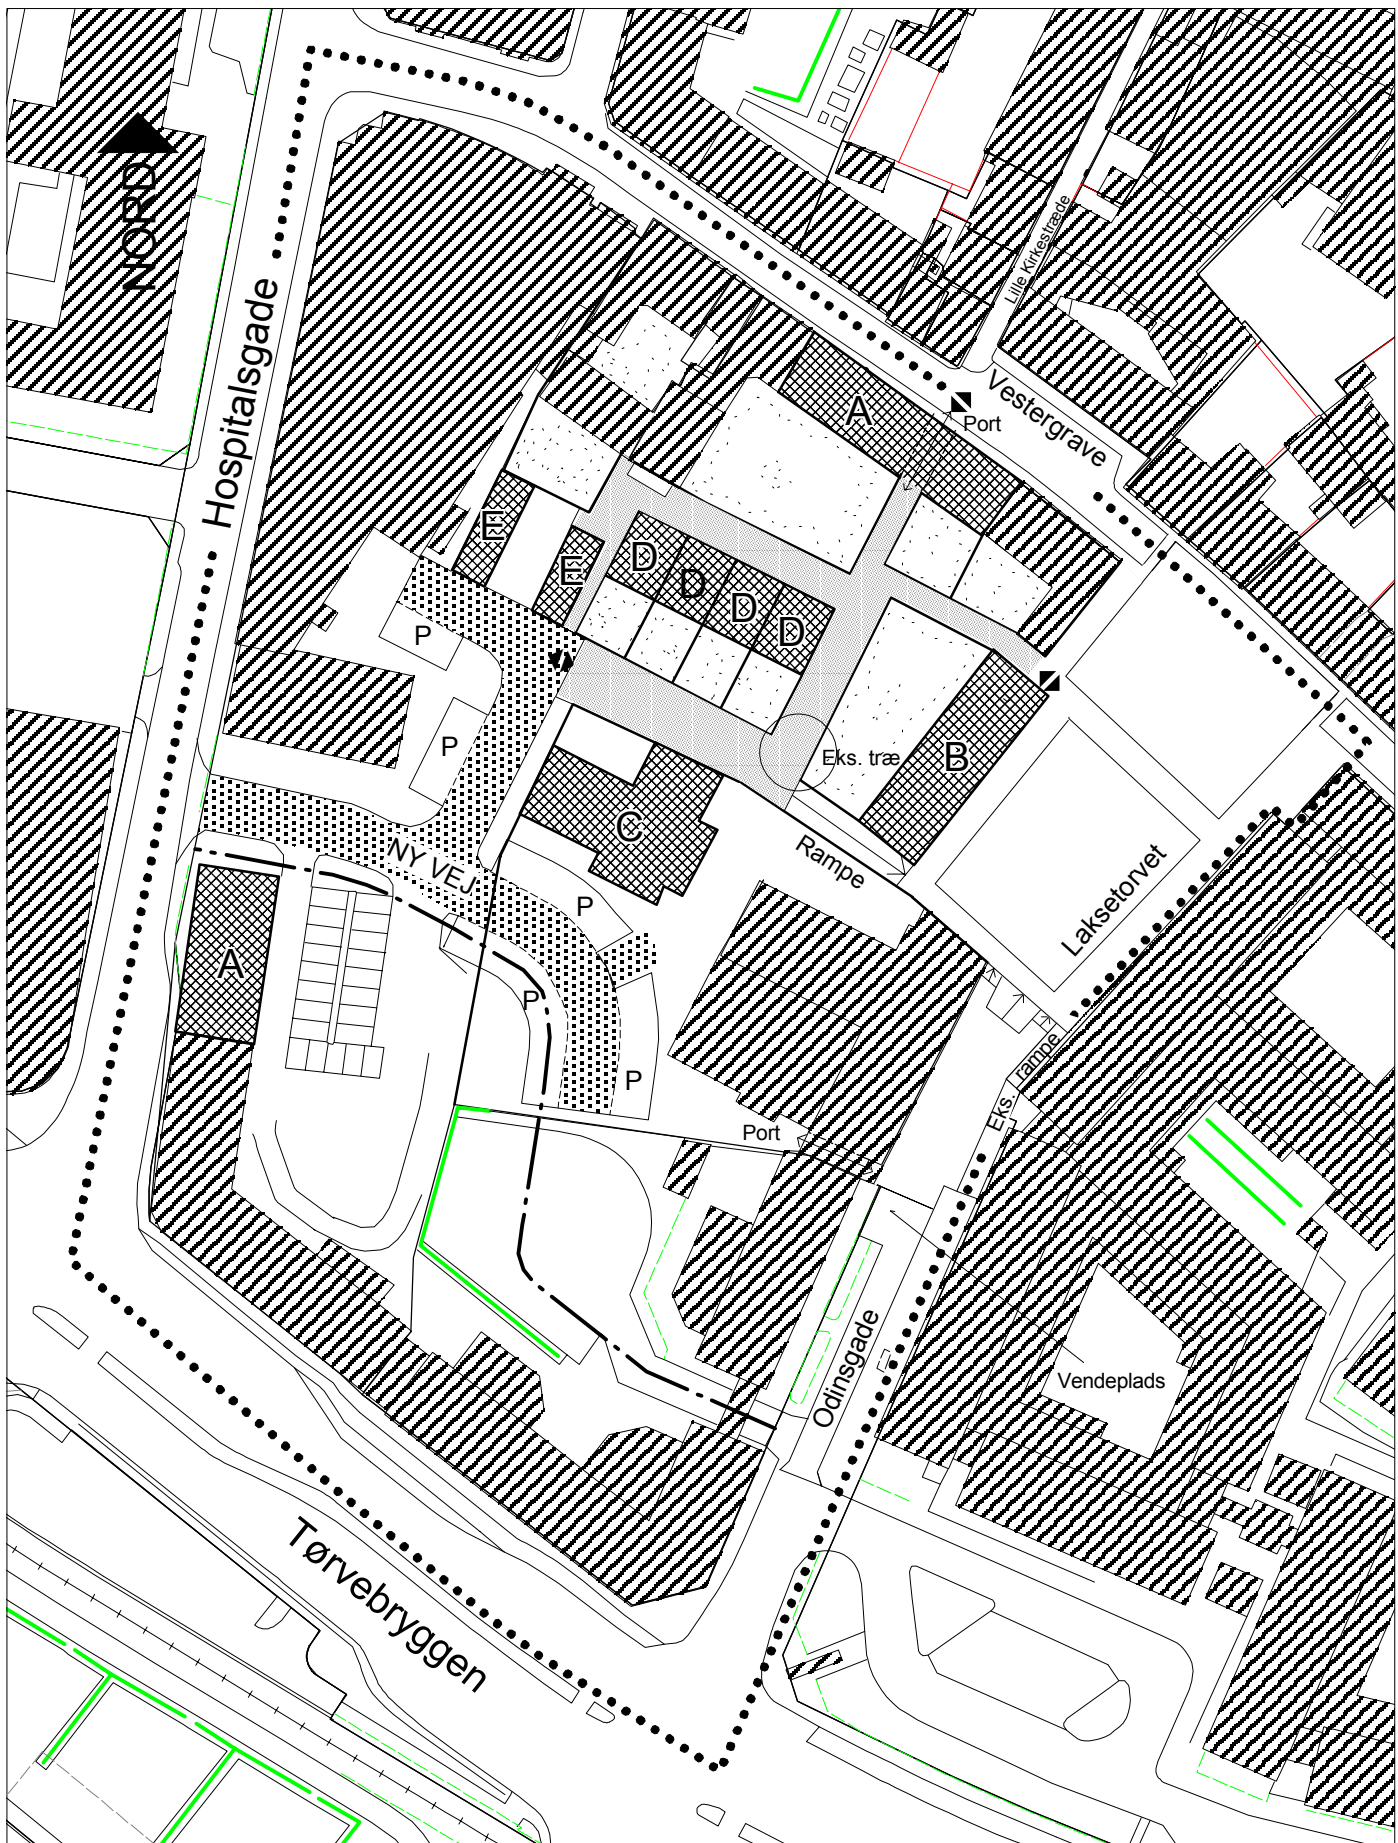 NORD
Hospitalsgade
Lille Kirkestræde
Vestergrave
Port
A
E
E
D
D
D
D
P
P
Eks. træ
B
C
Rampe
NY VEJ
P
Laksetorvet
A
P
P
Eks. rampe
Port
Odinsgade
Vendeplads
Tørvebryggen